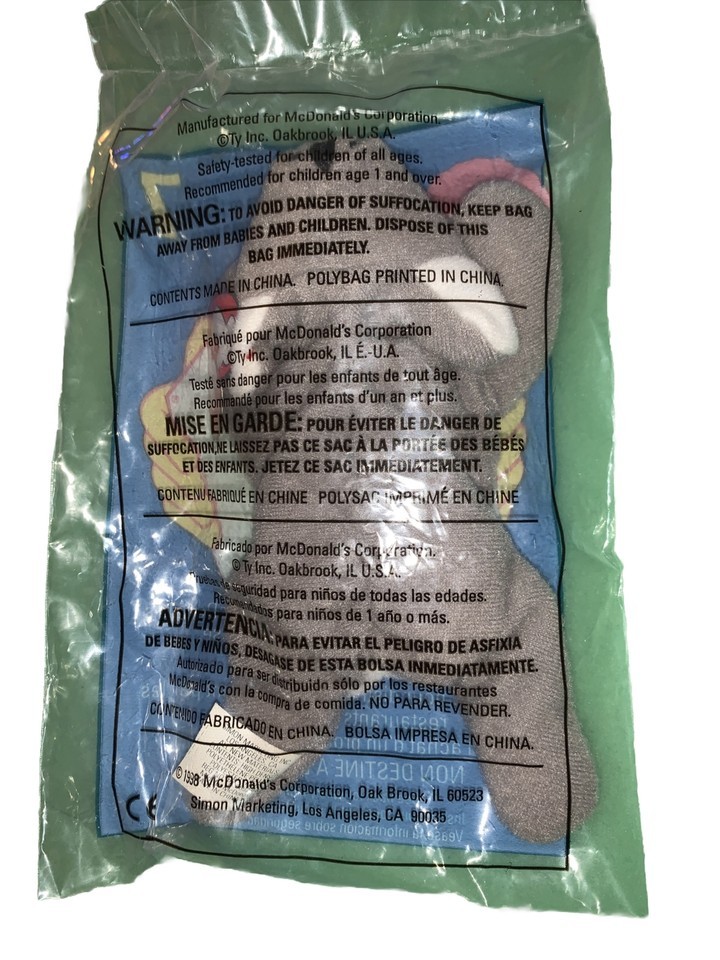 Manufactured for McDonald's Corporation.
©Ty Inc. Oakbrook, IL U.S.A.
7
Safety-tested for children of all ages.
Recommended for children age 1 and over.
WARNING: TO AVOID DANGER OF SUFFOCATION, KEEP BAG
AWAY FROM BABIES AND CHILDREN. DISPOSE OF THIS
BAG IMMEDIATELY.
CONTENTS MADE IN CHINA. POLYBAG PRINTED IN CHINA.
Fabriqué pour McDonald's Corporation
©Ty Inc. Oakbrook, IL É.-U.A.
Testé sans danger pour les enfants de tout âge.
Recommandé pour les enfants d'un an et plus.
MISE EN GARDE: POUR ÉVITER LE DANGER DE
SUFFOCATION,NE LAISSEZ PAS CE SAC À LA PORTÉE DES BÉBÉS
ET DES ENFANTS. JETEZ CE SAC IMMÉDIATEMENT.
CONTENU FABRIQUÉ EN CHINE POLYSAC IMPRIMÉ EN CHINE
Fabricado por McDonald's Corporation.
©Ty Inc. Oakbrook, IL U.S.A.
de seguridad para niños de todas las edades.
Recomendados para niños de 1 año o más.
ADVERTENCIA: PARA EVITAR EL PELIGRO DE ASFIXIA
DE BEBES Y NIÑOS, DESAGASE DE ESTA BOLSA INMEDIATAMENTE.
Autorizado para ser distribuido sólo por los restaurantes
McDonald's con la compra de comida. NO PARA REVENDER.
CONTENIDO FABRICADO EN CHINA. BOLSA IMPRESA EN CHINA.
©1998 McDonald's Corporation, Oak Brook, IL 60523
CE Simon Marketing, Los Angeles, CA 90035